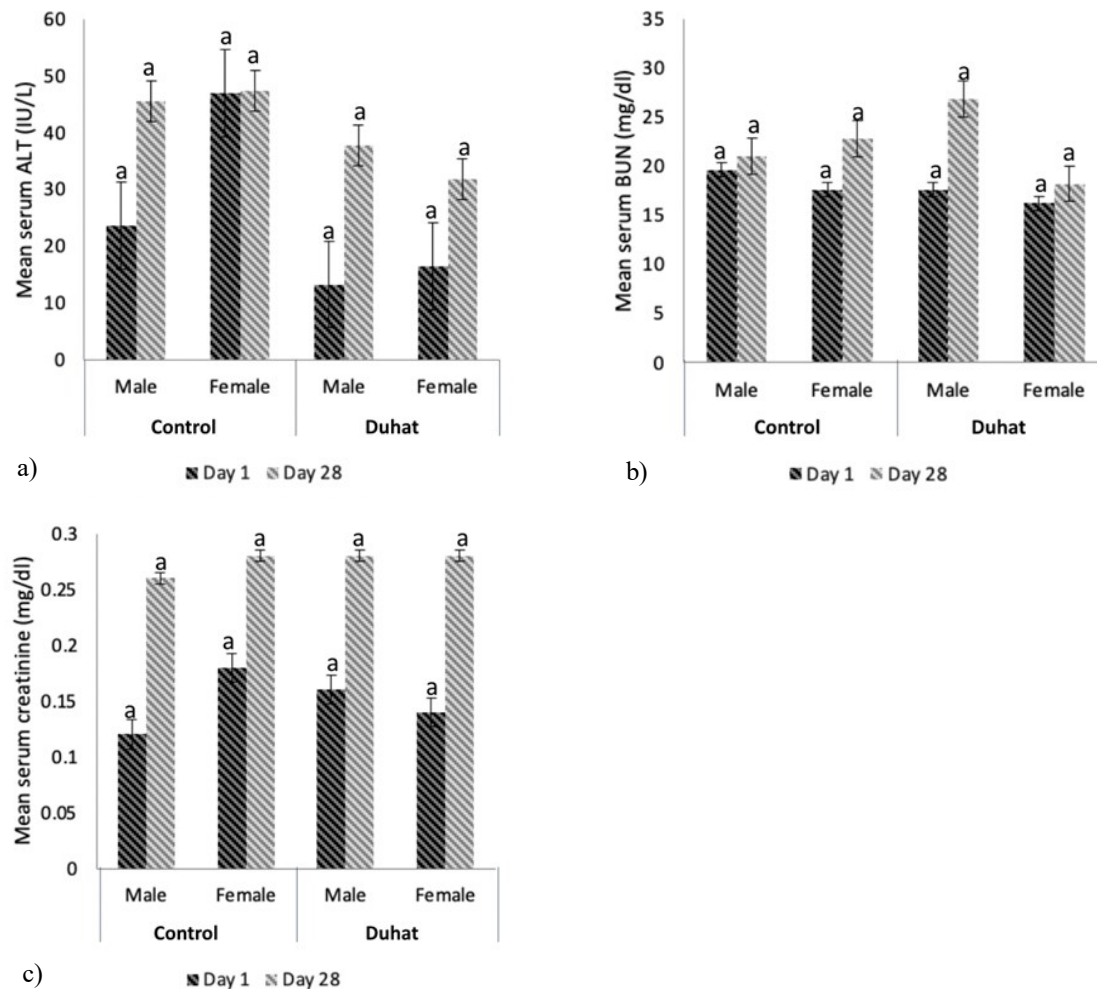 Mean serum ALT (IU/L)
60
50
40
30
20
10
0
a
a
a
a
a
a
a
a
Male
Female
Male
Female
Control
Duhat
Day 1
Day 28
a)
Mean serum BUN (mg/dl)
35
30
25
20
15
10
5
0
a
a
a
a
a
a
a
a
Male
Female
Male
Female
Control
Duhat
Day 1
Day 28
b)
Mean serum creatinine (mg/dl)
0.3
0.25
0.2
0.15
0.1
0.05
0
a
a
a
a
a
a
a
a
Male
Female
Male
Female
Control
Duhat
Day 1
Day 28
c)